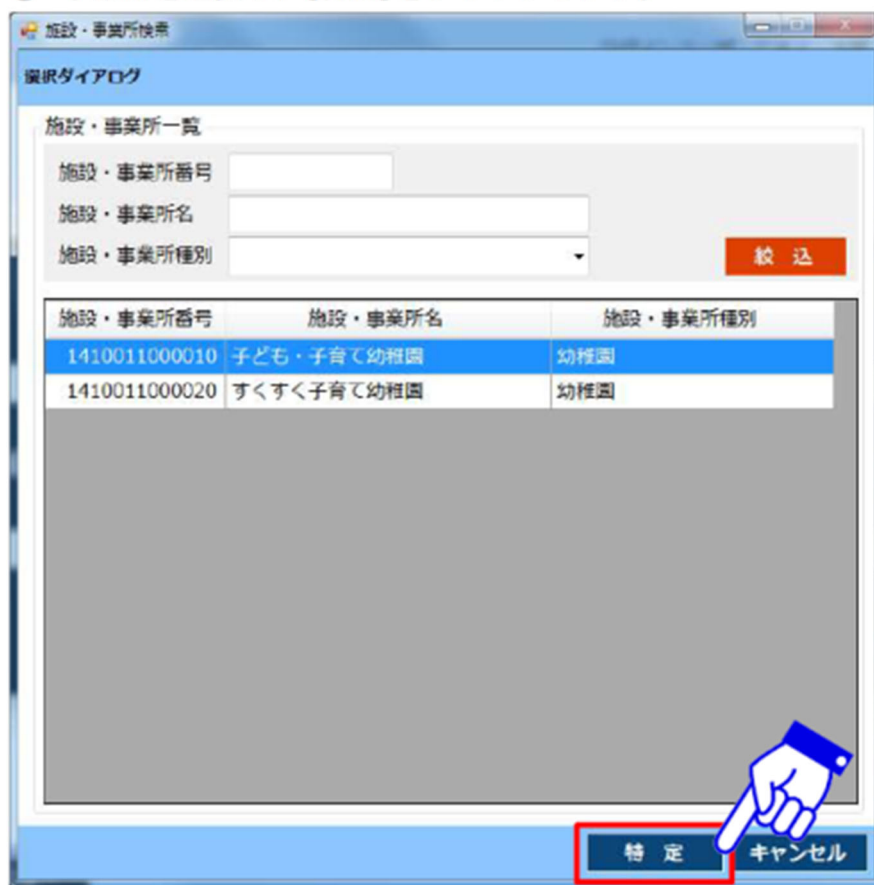 施設・事業所検索
選択ダイアログ
施設・事業所一覧
施設・事業所番号
施設・事業所名
施設・事業所種別
絞 込
施設・事業所番号 施設・事業所名 施設・事業所種別
1410011000010 子ども・子育て幼稚園 幼稚園
1410011000020 すくすく子育て幼稚園 幼稚園
特 定 キャンセル